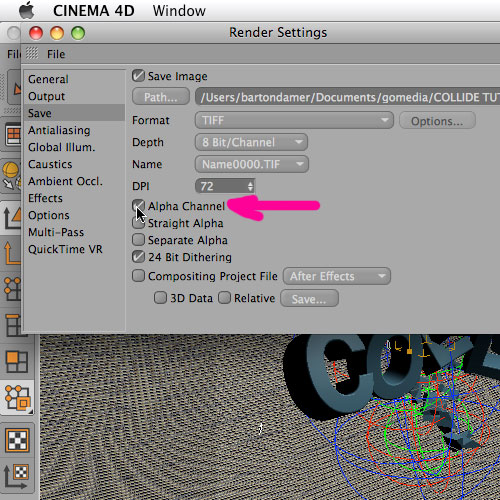 CINEMA 4D Window
Render Settings
File
General
Output
Save
Antialiasing
Global Illum.
Caustics
Ambient Occl.
Effects
Options
Multi-Pass
QuickTime VR
Save Image
Path... /Users/bartondamer/Documents/gomedia/COLLIDE TUT
Format TIFF Options...
Depth 8 Bit/Channel
Name Name0000.TIF
DPI 72
Alpha Channel
Straight Alpha
Separate Alpha
24 Bit Dithering
Compositing Project File After Effects
3D Data Relative Save...